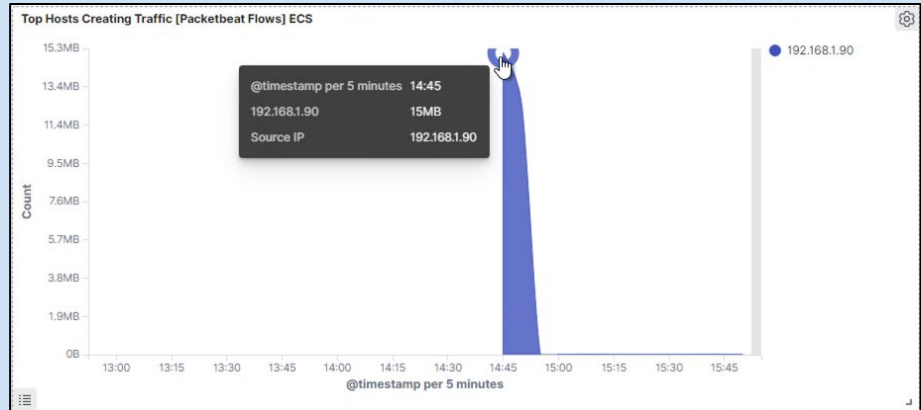 Top Hosts Creating Traffic [Packetbeat Flows] ECS
15.3MB
13.4MB
11.4MB
9.5MB
7.6MB
5.7MB
3.8MB
1.9MB
0B
Count
192.168.1.90
@timestamp per 5 minutes 14:45
192.168.1.90 15MB
Source IP 192.168.1.90
13:00 13:15 13:30 13:45 14:00 14:15 14:30 14:45 15:00 15:15 15:30 15:45
@timestamp per 5 minutes